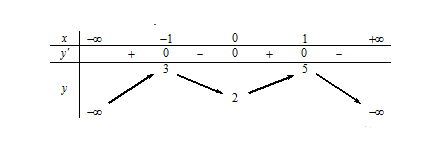 x −∞ −1 0 1 +∞
y' + 0 − 0 + 0 −
3 5
y 2
−∞ −∞